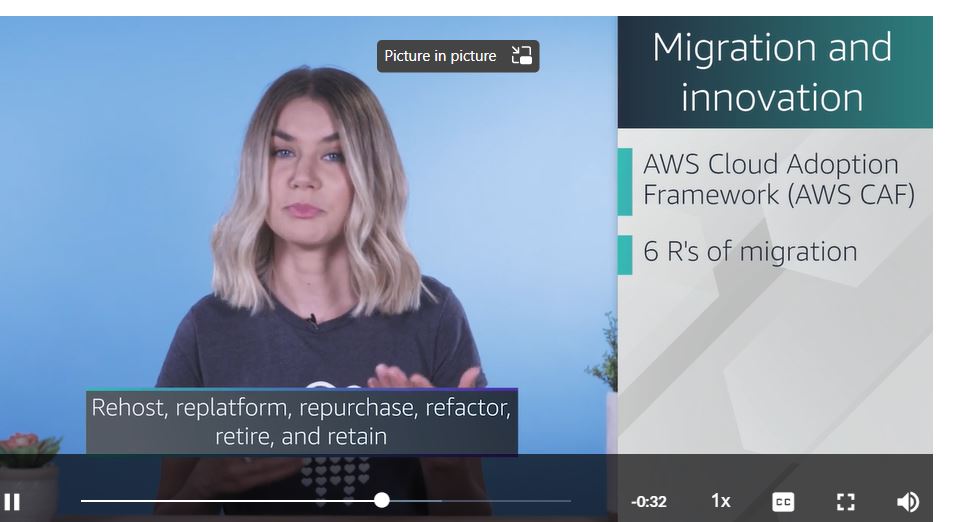 Picture in picture
Migration and
innovation
AWS Cloud Adoption
Framework (AWS CAF)
6 R's of migration
Rehost, replatform, repurchase, refactor,
retire, and retain
-0:32
1x
CC